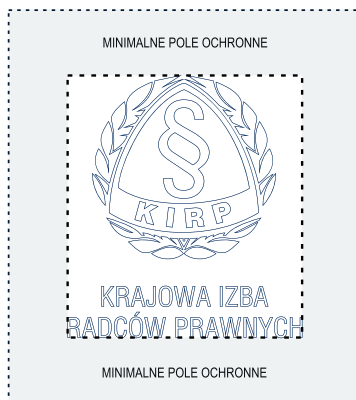 MINIMALNE POLE OCHRONNE
§
KIRP
KRAJOWA IZBA
RADCÓW PRAWNYCH
MINIMALNE POLE OCHRONNE